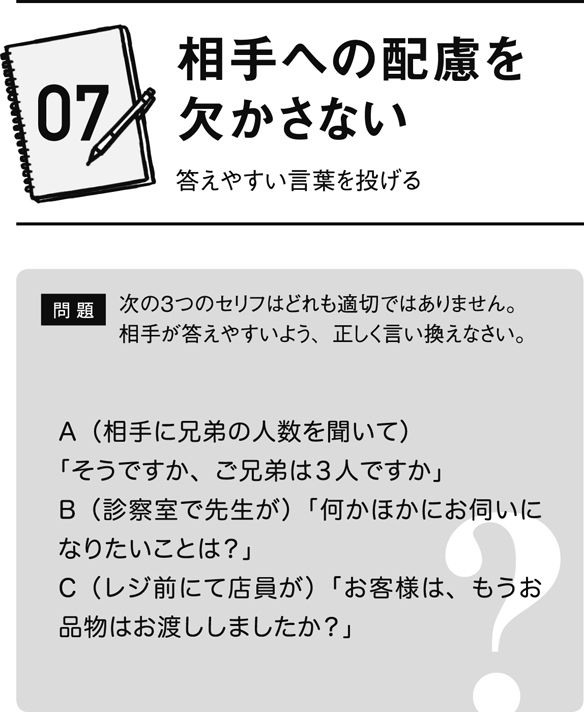 07
相手への配慮を
欠かさない
答えやすい言葉を投げる
問題
次の3つのセリフはどれも適切ではありません。
相手が答えやすいよう、正しく言い換えなさい。
A（相手に兄弟の人数を聞いて）
「そうですか、ご兄弟は3人ですか」
B（診察室で先生が）「何かほかにお伺いに
なりたいことは？」
C（レジ前にて店員が）「お客様は、もうお
品物はお渡ししましたか？」
?